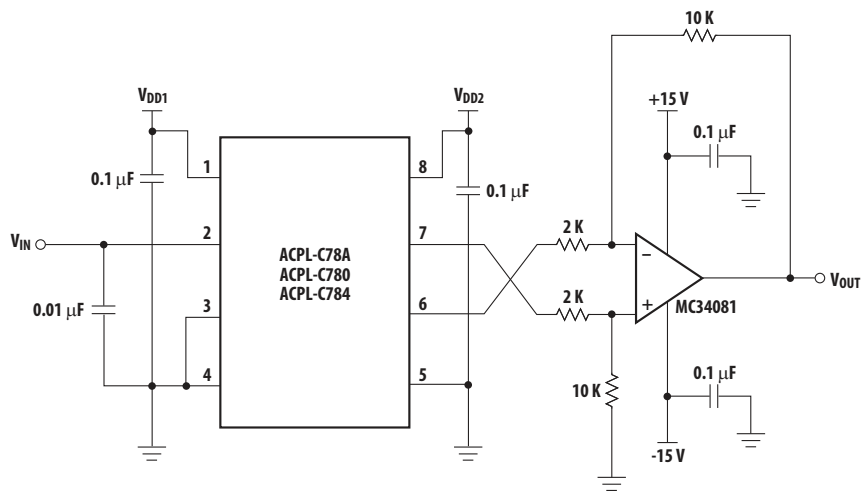 10 K
VDD1
VDD2
+15 V
0.1 µF
1
8
0.1 µF
0.1 µF
2 K
VIN
2
7
ACPL-C78A
ACPL-C780
ACPL-C784
−
VOUT
2 K
+
MC34081
0.01 µF
3
6
4
5
0.1 µF
10 K
-15 V